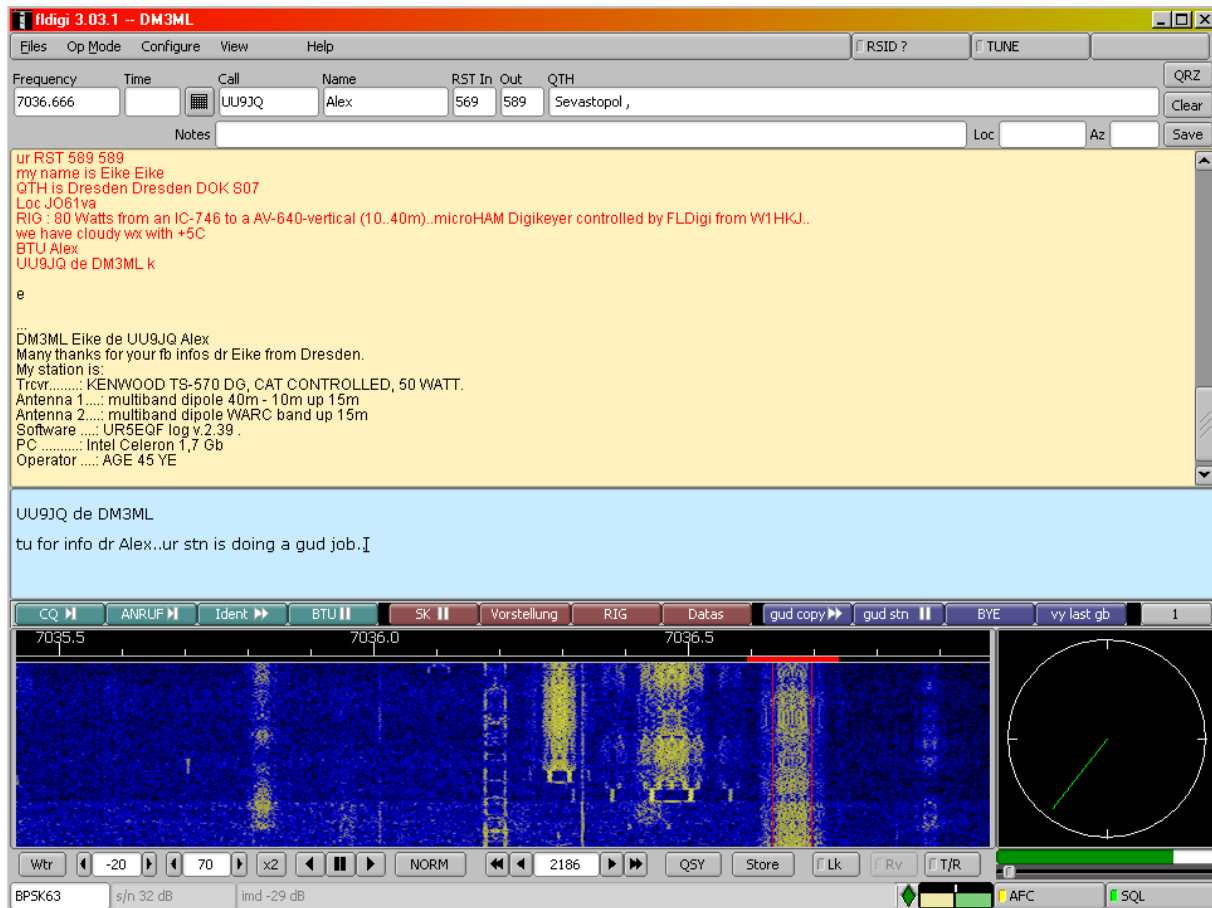 fldigi 3.03.1 -- DM3ML
Files Op Mode Configure View Help RSID ? TUNE
Frequency Time Call Name RST In Out QTH QRZ
7036.666 UU9JQ Alex 569 589 Sevastopol , Clear
Notes Loc Az Save
ur RST 589 589
my name is Eike Eike
QTH is Dresden Dresden DOK S07
Loc JO61va
RIG : 80 Watts from an IC-746 to a AV-640-vertical (10..40m)..microHAM Digikeyer controlled by FLDigi from W1HKJ..
we have cloudy wx with +5C
BTU Alex
UU9JQ de DM3ML k
e
...
DM3ML Eike de UU9JQ Alex
Many thanks for your fb infos dr Eike from Dresden.
My station is:
Trcvr........: KENWOOD TS-570 DG, CAT CONTROLLED, 50 WATT.
Antenna 1....: multiband dipole 40m - 10m up 15m
Antenna 2....: multiband dipole WARC band up 15m
Software ....: UR5EQF log v.2.39 .
PC ..........: Intel Celeron 1,7 Gb
Operator ....: AGE 45 YE
UU9JQ de DM3ML
tu for info dr Alex..ur stn is doing a gud job..
CQ ANRUF Ident BTU SK Vorstellung RIG Datas gud copy gud stn BYE vy last gb 1
7035.5 7036.0 7036.5
Wtr -20 70 x2 NORM 2186 QSY Store Lk Rv T/R
BPSK63 s/n 32 dB imd -29 dB AFC SQL